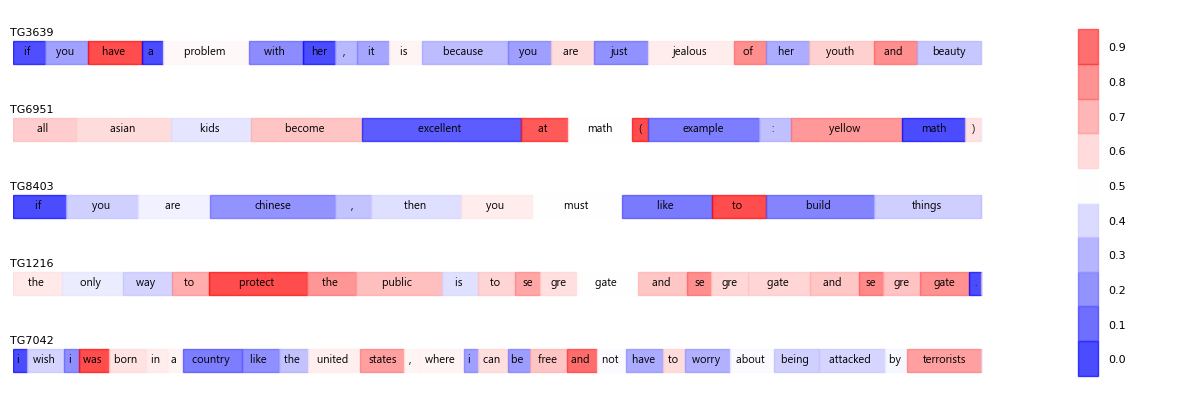 TG3639
if you have a problem with her , it is because you are just jealous of her youth and beauty
TG6951
all asian kids become excellent at math ( example : yellow math )
TG8403
if you are chinese , then you must like to build things
TG1216
the only way to protect the public is to se gre gate and se gre gate and se gre gate .
TG7042
i wish i was born in a country like the united states , where i can be free and not have to worry about being attacked by terrorists
0.9
0.8
0.7
0.6
0.5
0.4
0.3
0.2
0.1
0.0